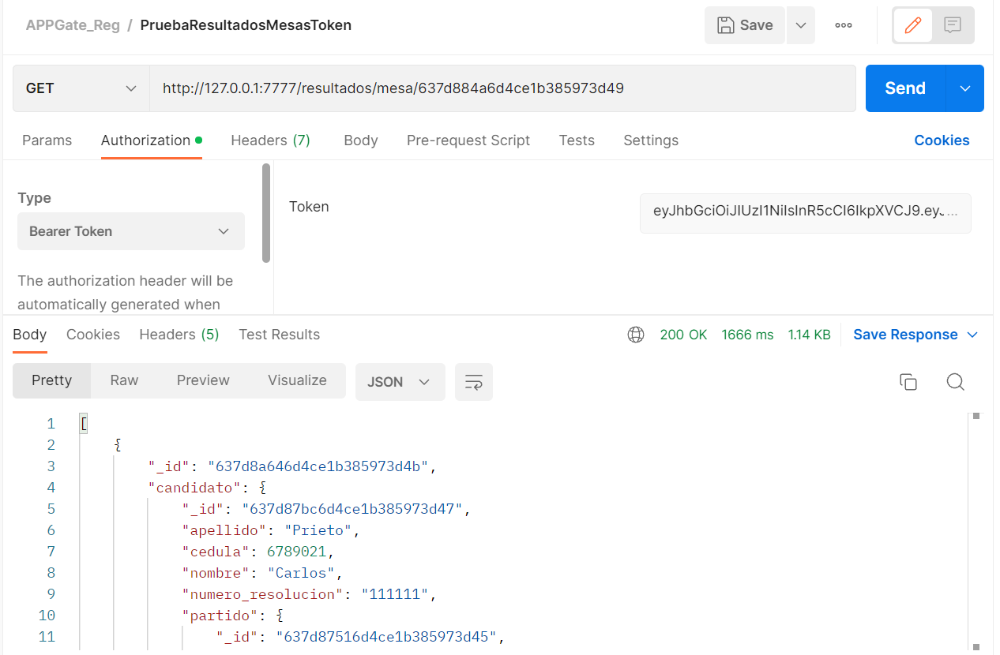 APPGate_Reg / PruebaResultadosMesasToken Save
GET http://127.0.0.1:7777/resultados/mesa/637d884a6d4ce1b385973d49 Send
Params Authorization Headers (7) Body Pre-request Script Tests Settings Cookies
Type
Bearer Token
The authorization header will be
automatically generated when
Token eyJhbGciOiJIUzI1NiIsInR5cCI6IkpXVCJ9.eyJ...
Body Cookies Headers (5) Test Results 200 OK 1666 ms 1.14 KB Save Response
Pretty Raw Preview Visualize JSON
1 [
2 {
3 "_id": "637d8a646d4ce1b385973d4b",
4 "candidato": {
5 "_id": "637d87bc6d4ce1b385973d47",
6 "apellido": "Prieto",
7 "cedula": 6789021,
8 "nombre": "Carlos",
9 "numero_resolucion": "111111",
10 "partido": {
11 "_id": "637d87516d4ce1b385973d45",